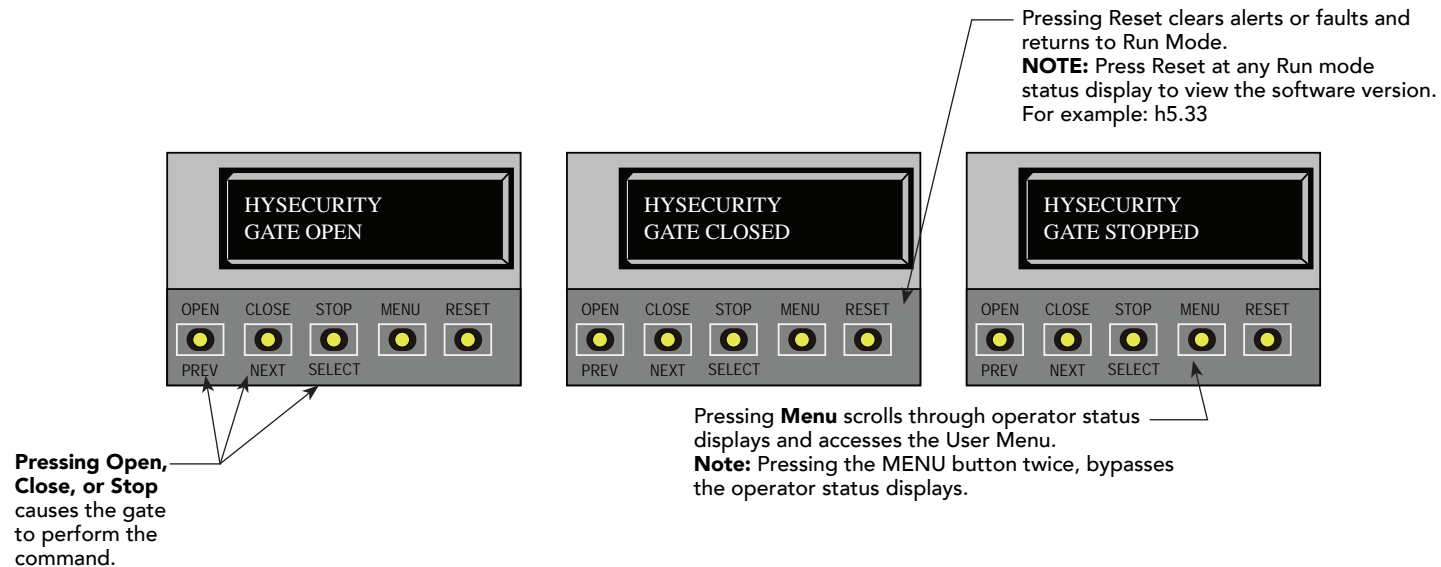 Pressing Reset clears alerts or faults and
returns to Run Mode.
NOTE: Press Reset at any Run mode
status display to view the software version.
For example: h5.33
HYSECURITY
GATE OPEN
OPEN CLOSE STOP MENU RESET
PREV NEXT SELECT
HYSECURITY
GATE CLOSED
OPEN CLOSE STOP MENU RESET
PREV NEXT SELECT
HYSECURITY
GATE STOPPED
OPEN CLOSE STOP MENU RESET
PREV NEXT SELECT
Pressing Open,
Close, or Stop
causes the gate
to perform the
command.
Pressing Menu scrolls through operator status
displays and accesses the User Menu.
Note: Pressing the MENU button twice, bypasses
the operator status displays.